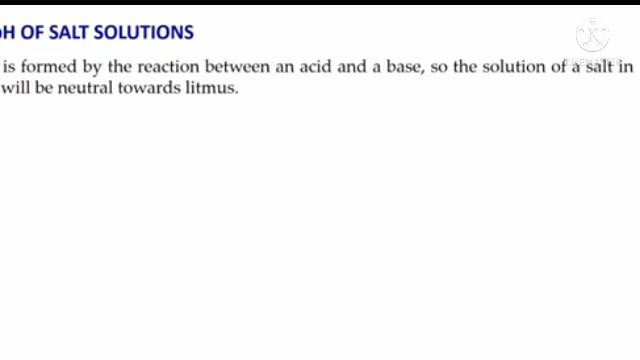 pH OF SALT SOLUTIONS
is formed by the reaction between an acid and a base, so the solution of a salt in
will be neutral towards litmus.